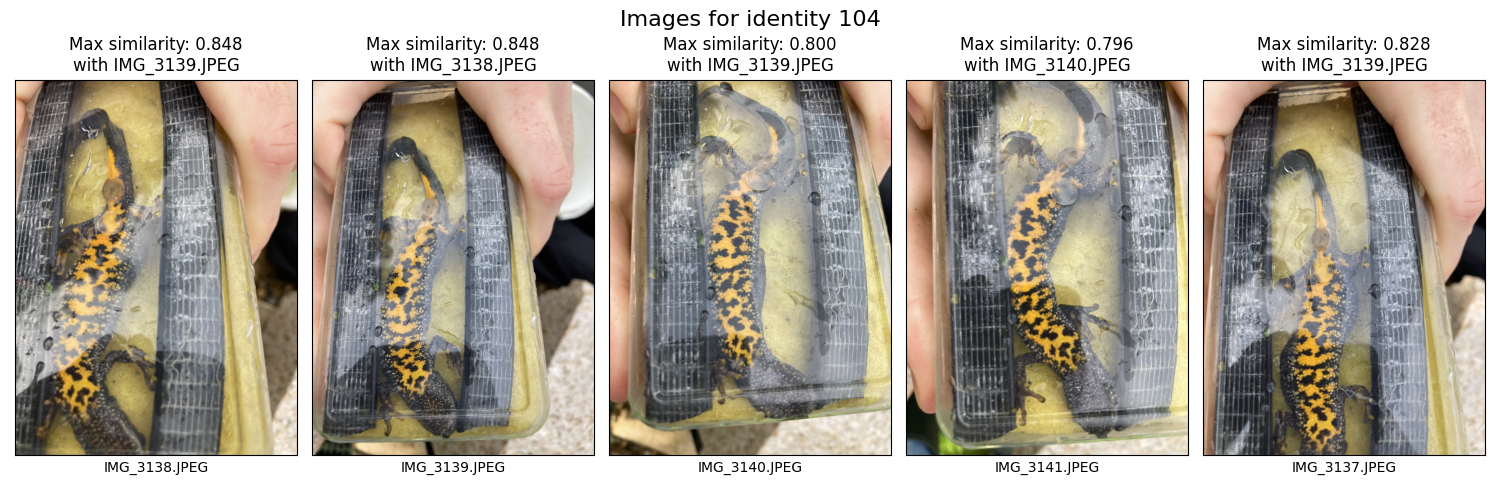 Images for identity 104
Max similarity: 0.848
with IMG_3139.JPEG
Max similarity: 0.848
with IMG_3138.JPEG
Max similarity: 0.800
with IMG_3139.JPEG
Max similarity: 0.796
with IMG_3140.JPEG
Max similarity: 0.828
with IMG_3139.JPEG
IMG_3138.JPEG
IMG_3139.JPEG
IMG_3140.JPEG
IMG_3141.JPEG
IMG_3137.JPEG